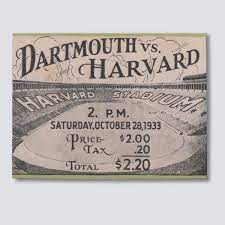 DARTMOUTH VS.
HARVARD
HARVARD STADIUM
2. P.M.
SATURDAY, OCTOBER 28, 1933
PRICE- $2.00
TAX- .20
TOTAL $2.20